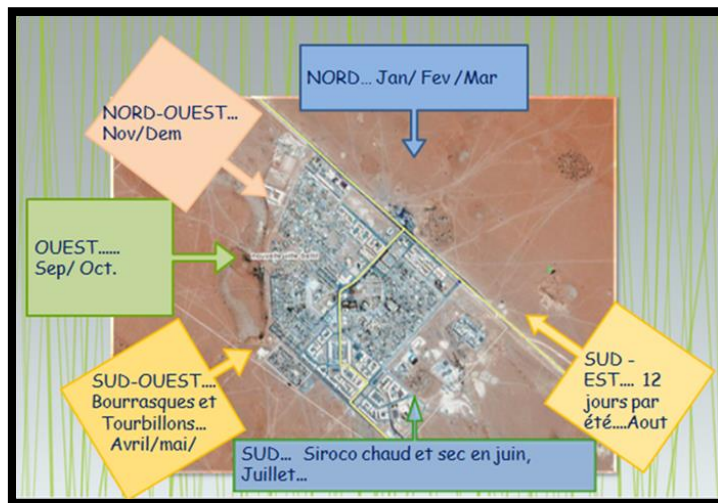 NORD... Jan/ Fev /Mar
NORD-OUEST...
Nov/Dem
OUEST......
Sep/ Oct.
SUD-OUEST....
Bourrasques et
Tourbillons...
Avril/mai/
SUD -
EST.... 12
jours par
été....Aout
SUD... Siroco chaud et sec en juin,
Juillet...